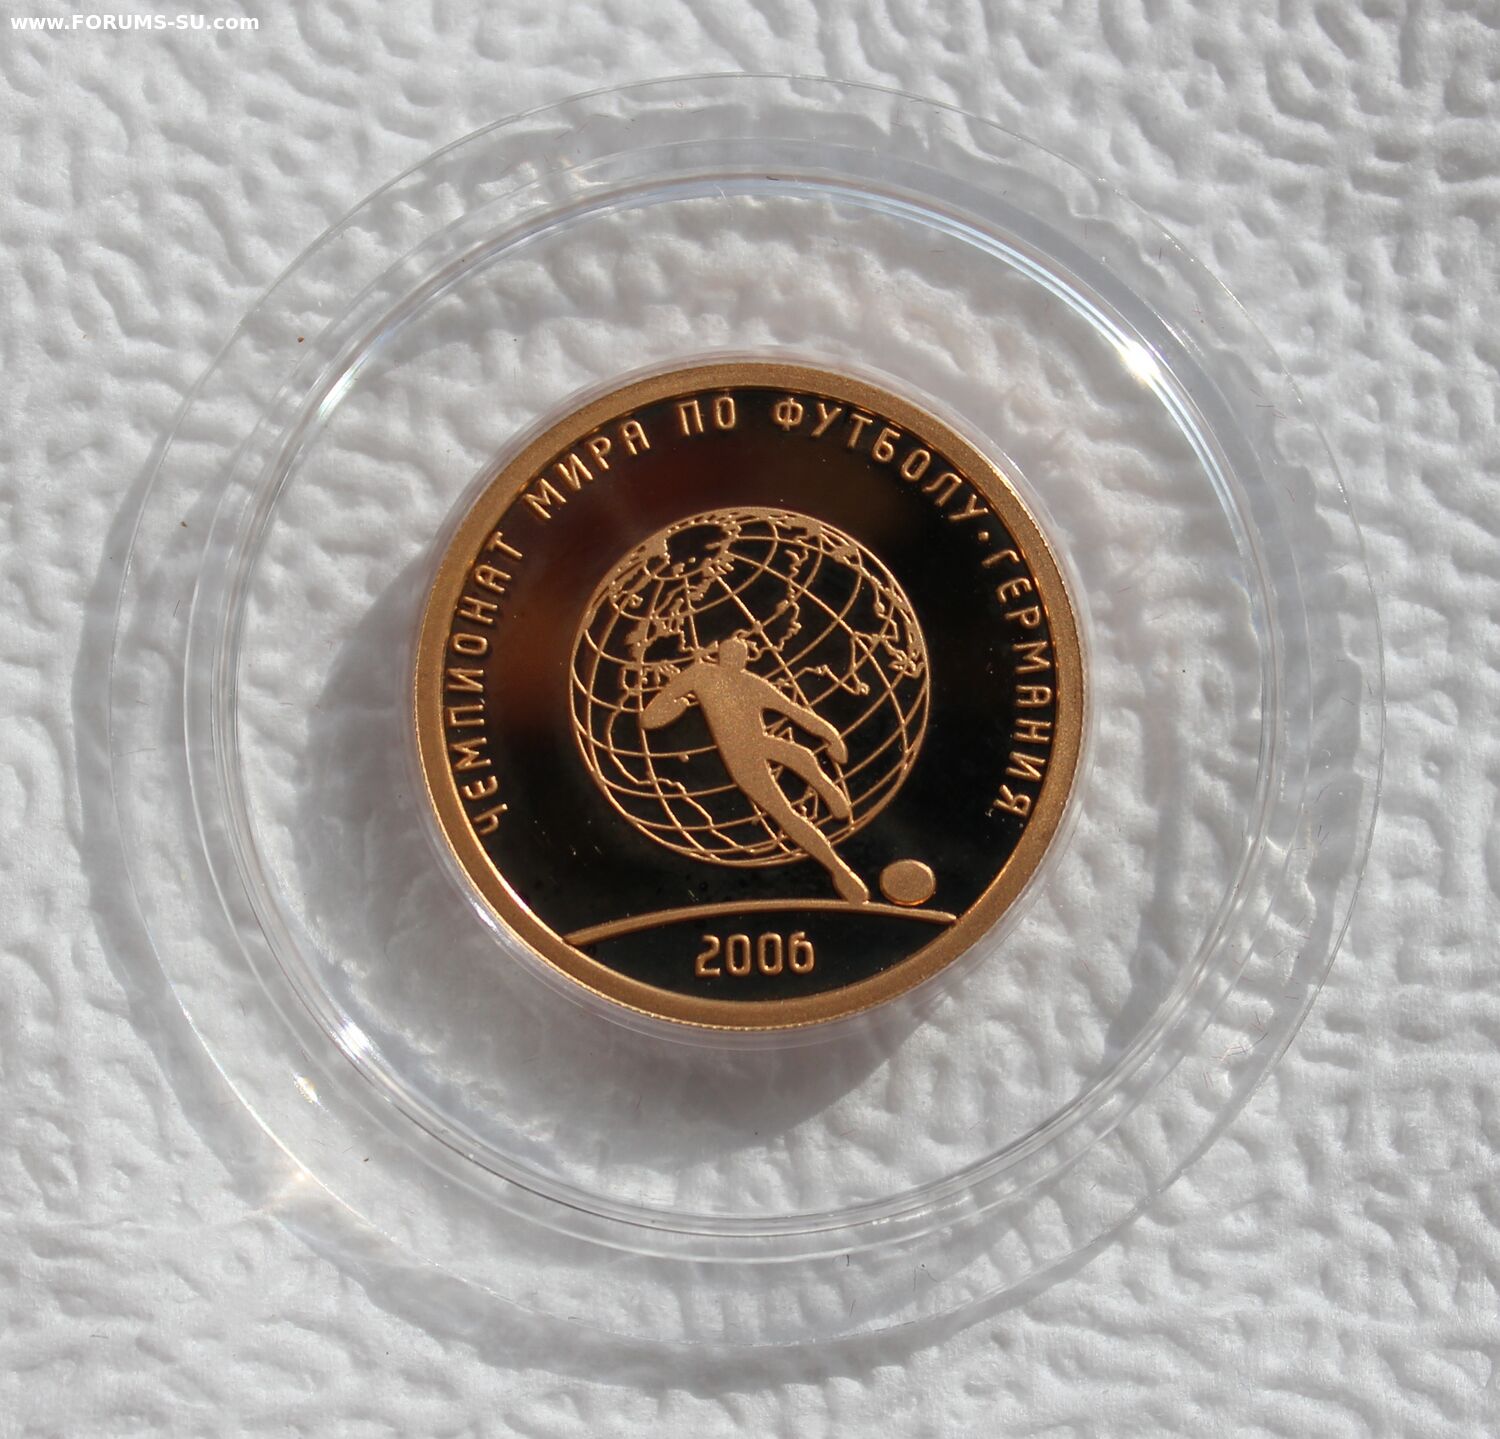 www.FORUMS-SU.com
ЧЕМПИОНАТ МИРА ПО ФУТБОЛУ · ГЕРМАНИЯ
2006